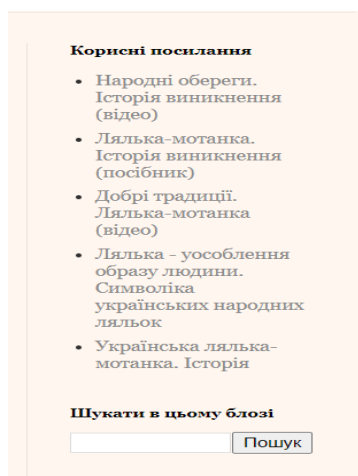 Корисні посилання
Народні обереги.
Історія виникнення
(відео)
Лялька-мотанка.
Історія виникнення
(посібник)
Добрі традиції.
Лялька-мотанка
(відео)
Лялька - уособлення
образу людини.
Символіка
українських народних
ляльок
Українська лялька-
мотанка. Історія
Шукати в цьому блозі
Пошук